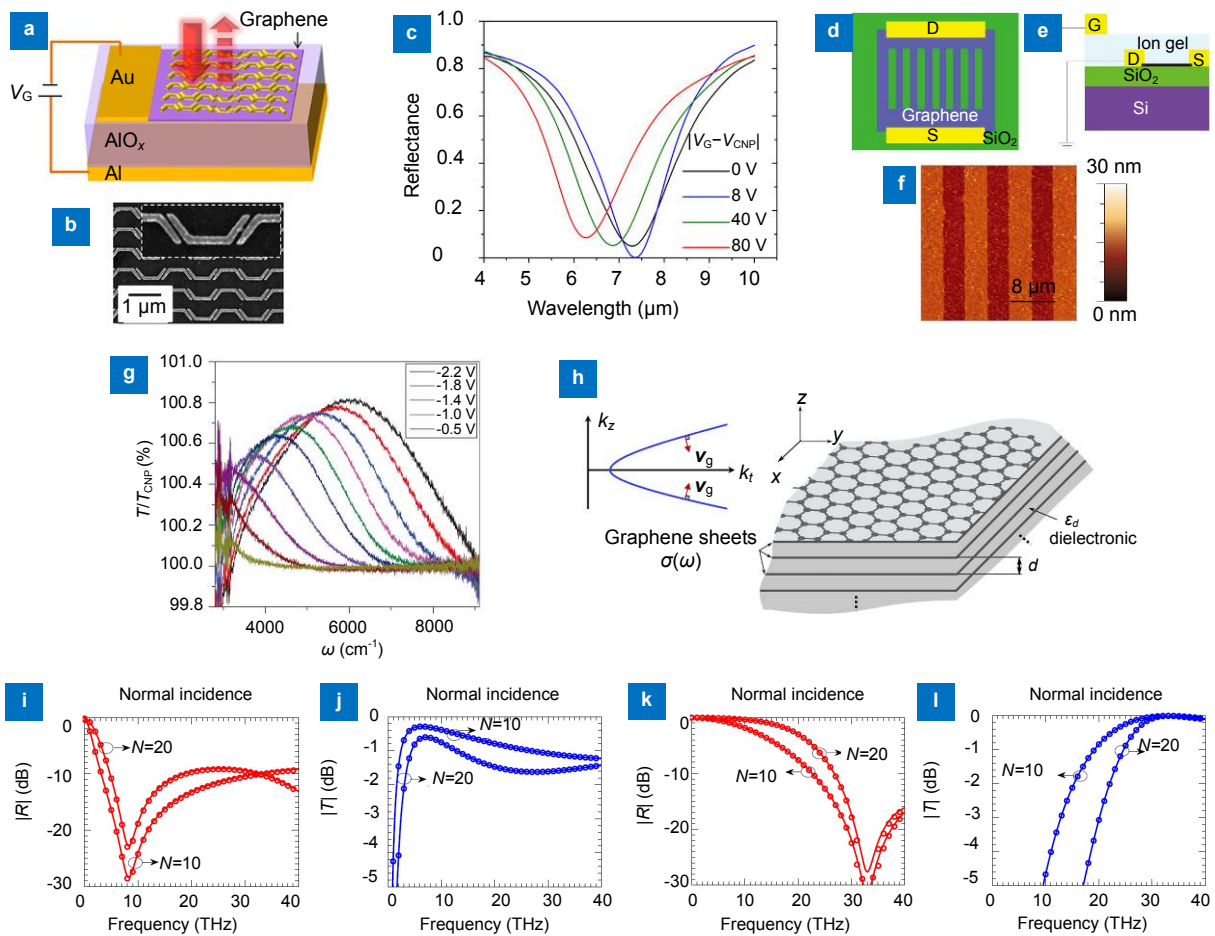 a
Graphene
Au
V_G
AlO_x
Al
b
1 μm
c
Reflectance
1.0
0.8
0.6
0.4
0.2
0
4
5
6
7
8
9
10
Wavelength (μm)
|V_G−V_CNP|
0 V
8 V
40 V
80 V
d
D
Graphene
S
SiO_2
e
G
Ion gel
D
S
SiO_2
Si
f
8 μm
30 nm
0 nm
g
T/T_CNP (%)
101.0
100.8
100.6
100.4
100.2
100.0
99.8
4000
6000
8000
ω (cm⁻¹)
-2.2 V
-1.8 V
-1.4 V
-1.0 V
-0.5 V
h
k_z
v_g
k_t
v_g
z
y
x
Graphene sheets
σ(ω)
ε_d
dielectronic
d
i
Normal incidence
|R| (dB)
0
-10
-20
-30
N=20
N=10
0
10
20
30
40
Frequency (THz)
j
Normal incidence
|T| (dB)
0
-1
-2
-3
-4
-5
N=10
N=20
0
10
20
30
40
Frequency (THz)
k
Normal incidence
|R| (dB)
0
-10
-20
-30
N=20
N=10
0
10
20
30
40
Frequency (THz)
l
Normal incidence
|T| (dB)
0
-1
-2
-3
-4
-5
N=10
N=20
0
10
20
30
40
Frequency (THz)